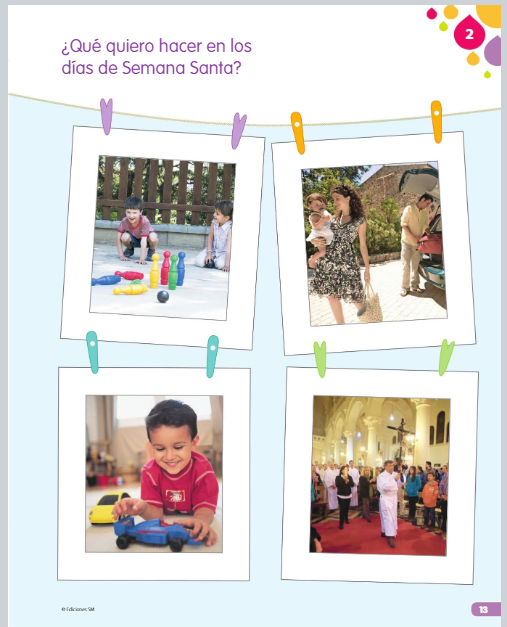 2
¿Qué quiero hacer en los
días de Semana Santa?
© Ediciones SM
13